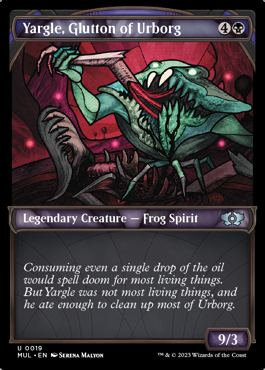 Yargle, Glutton of Urborg 4
Legendary Creature — Frog Spirit
Consuming even a single drop of the oil
would spell doom for most living things.
But Yargle was not most living things, and
he ate enough to clean up most of Urborg.
9/3
U 0019
MUL • EN Serena Malyon
™ & © 2023 Wizards of the Coast